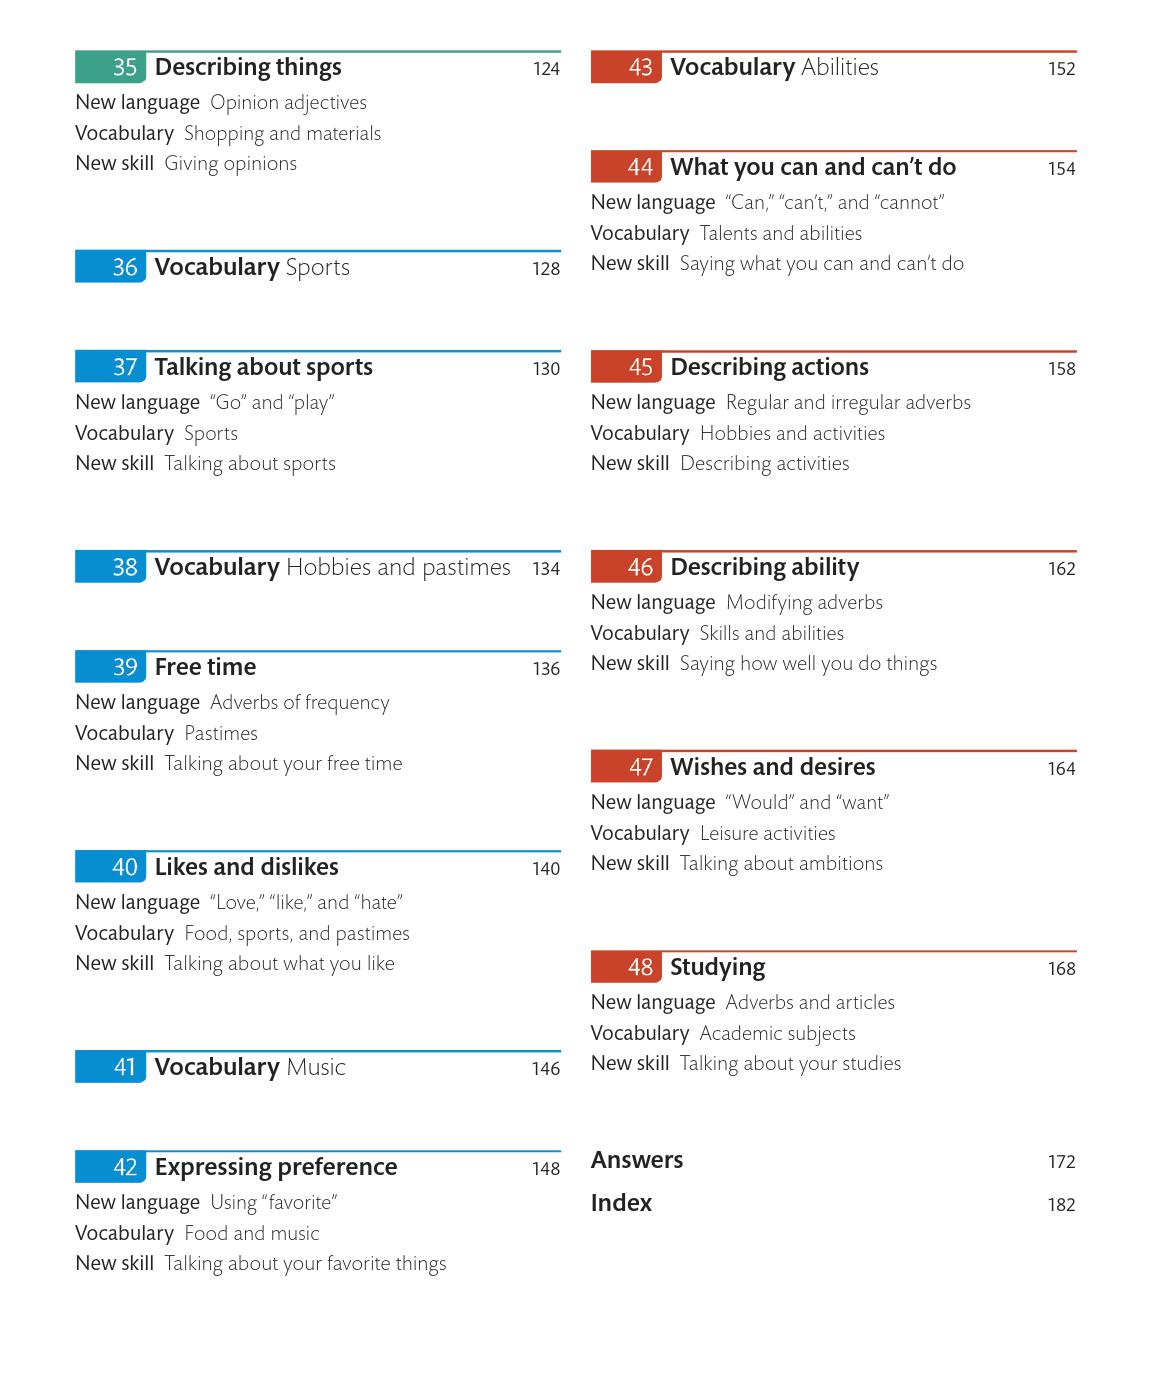 35 Describing things 124
New language Opinion adjectives
Vocabulary Shopping and materials
New skill Giving opinions
36 Vocabulary Sports 128
37 Talking about sports 130
New language “Go” and “play”
Vocabulary Sports
New skill Talking about sports
38 Vocabulary Hobbies and pastimes 134
39 Free time 136
New language Adverbs of frequency
Vocabulary Pastimes
New skill Talking about your free time
40 Likes and dislikes 140
New language “Love,” “like,” and “hate”
Vocabulary Food, sports, and pastimes
New skill Talking about what you like
41 Vocabulary Music 146
42 Expressing preference 148
New language Using “favorite”
Vocabulary Food and music
New skill Talking about your favorite things
43 Vocabulary Abilities 152
44 What you can and can’t do 154
New language “Can,” “can’t,” and “cannot”
Vocabulary Talents and abilities
New skill Saying what you can and can’t do
45 Describing actions 158
New language Regular and irregular adverbs
Vocabulary Hobbies and activities
New skill Describing activities
46 Describing ability 162
New language Modifying adverbs
Vocabulary Skills and abilities
New skill Saying how well you do things
47 Wishes and desires 164
New language “Would” and “want”
Vocabulary Leisure activities
New skill Talking about ambitions
48 Studying 168
New language Adverbs and articles
Vocabulary Academic subjects
New skill Talking about your studies
Answers 172
Index 182